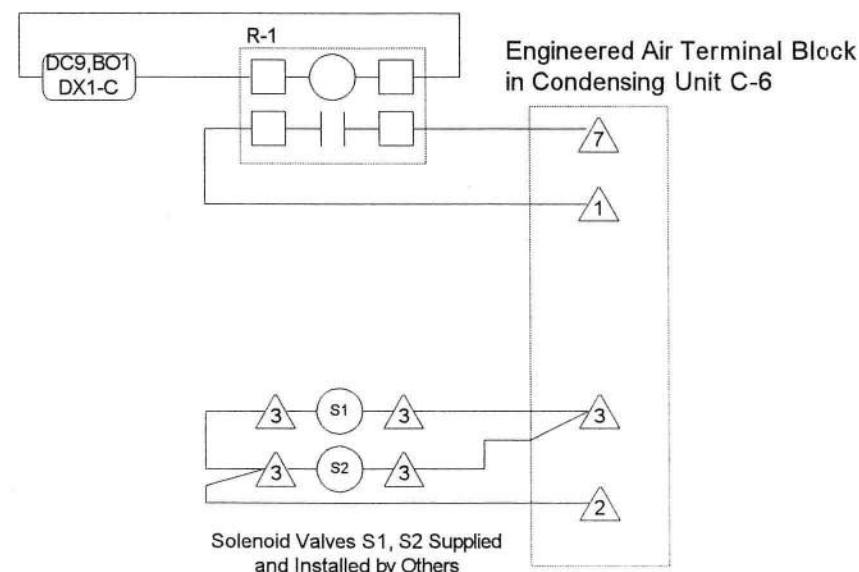 R-1
DC9,BO1
DX1-C
Engineered Air Terminal Block
in Condensing Unit C-6
7
1
3 S1 3 3
3 S2 3
2
Solenoid Valves S1, S2 Supplied
and Installed by Others